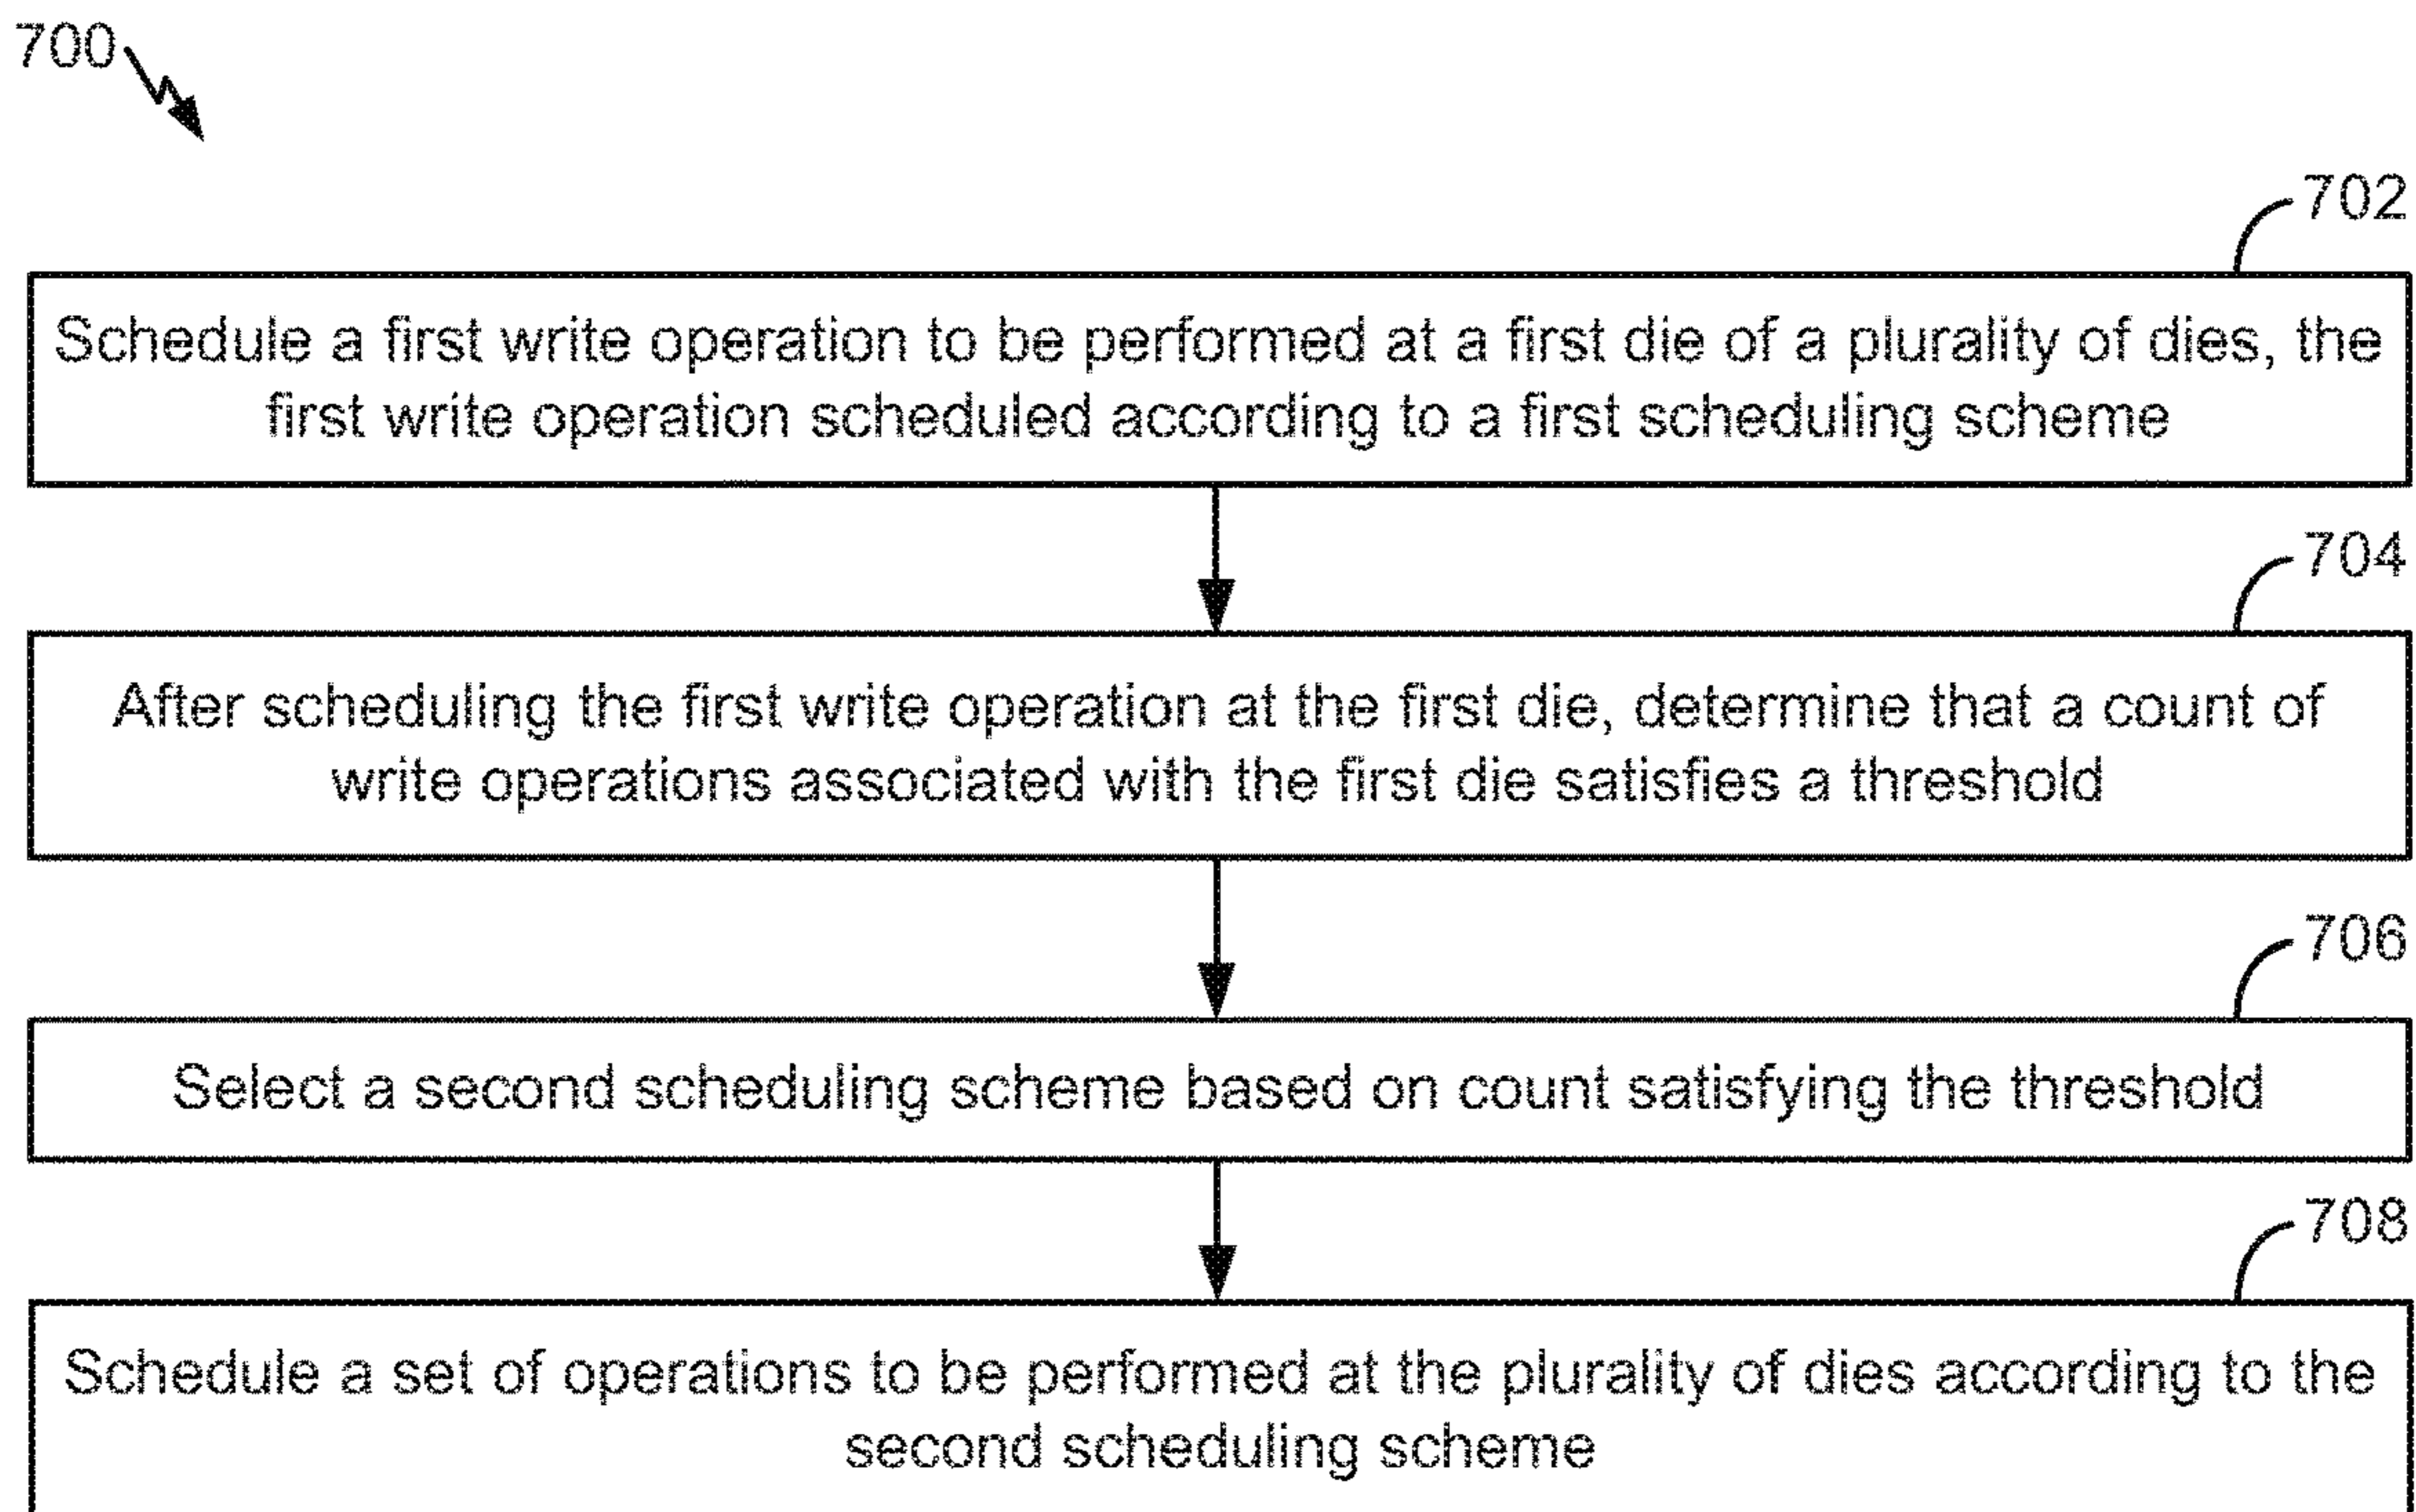 700
702
Schedule a first write operation to be performed at a first die of a plurality of dies, the
first write operation scheduled according to a first scheduling scheme
704
After scheduling the first write operation at the first die, determine that a count of
write operations associated with the first die satisfies a threshold
706
Select a second scheduling scheme based on count satisfying the threshold
708
Schedule a set of operations to be performed at the plurality of dies according to the
second scheduling scheme